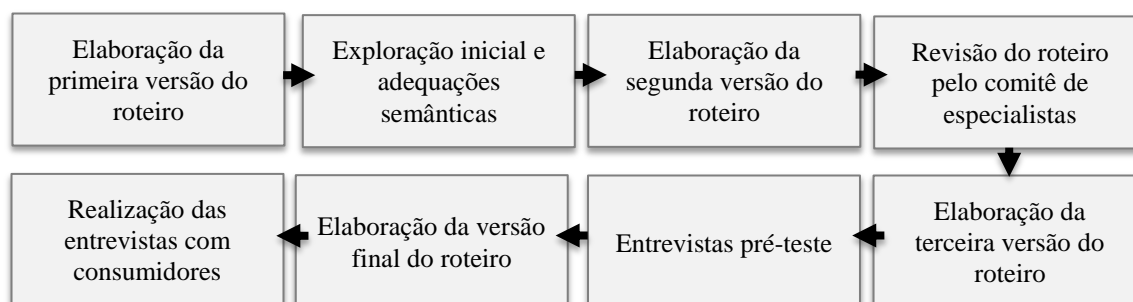 Elaboração da
primeira versão do
roteiro
Exploração inicial e
adequações
semânticas
Elaboração da
segunda versão do
roteiro
Revisão do roteiro
pelo comitê de
especialistas
Elaboração da
terceira versão do
roteiro
Entrevistas pré-teste
Elaboração da versão
final do roteiro
Realização das
entrevistas com
consumidores